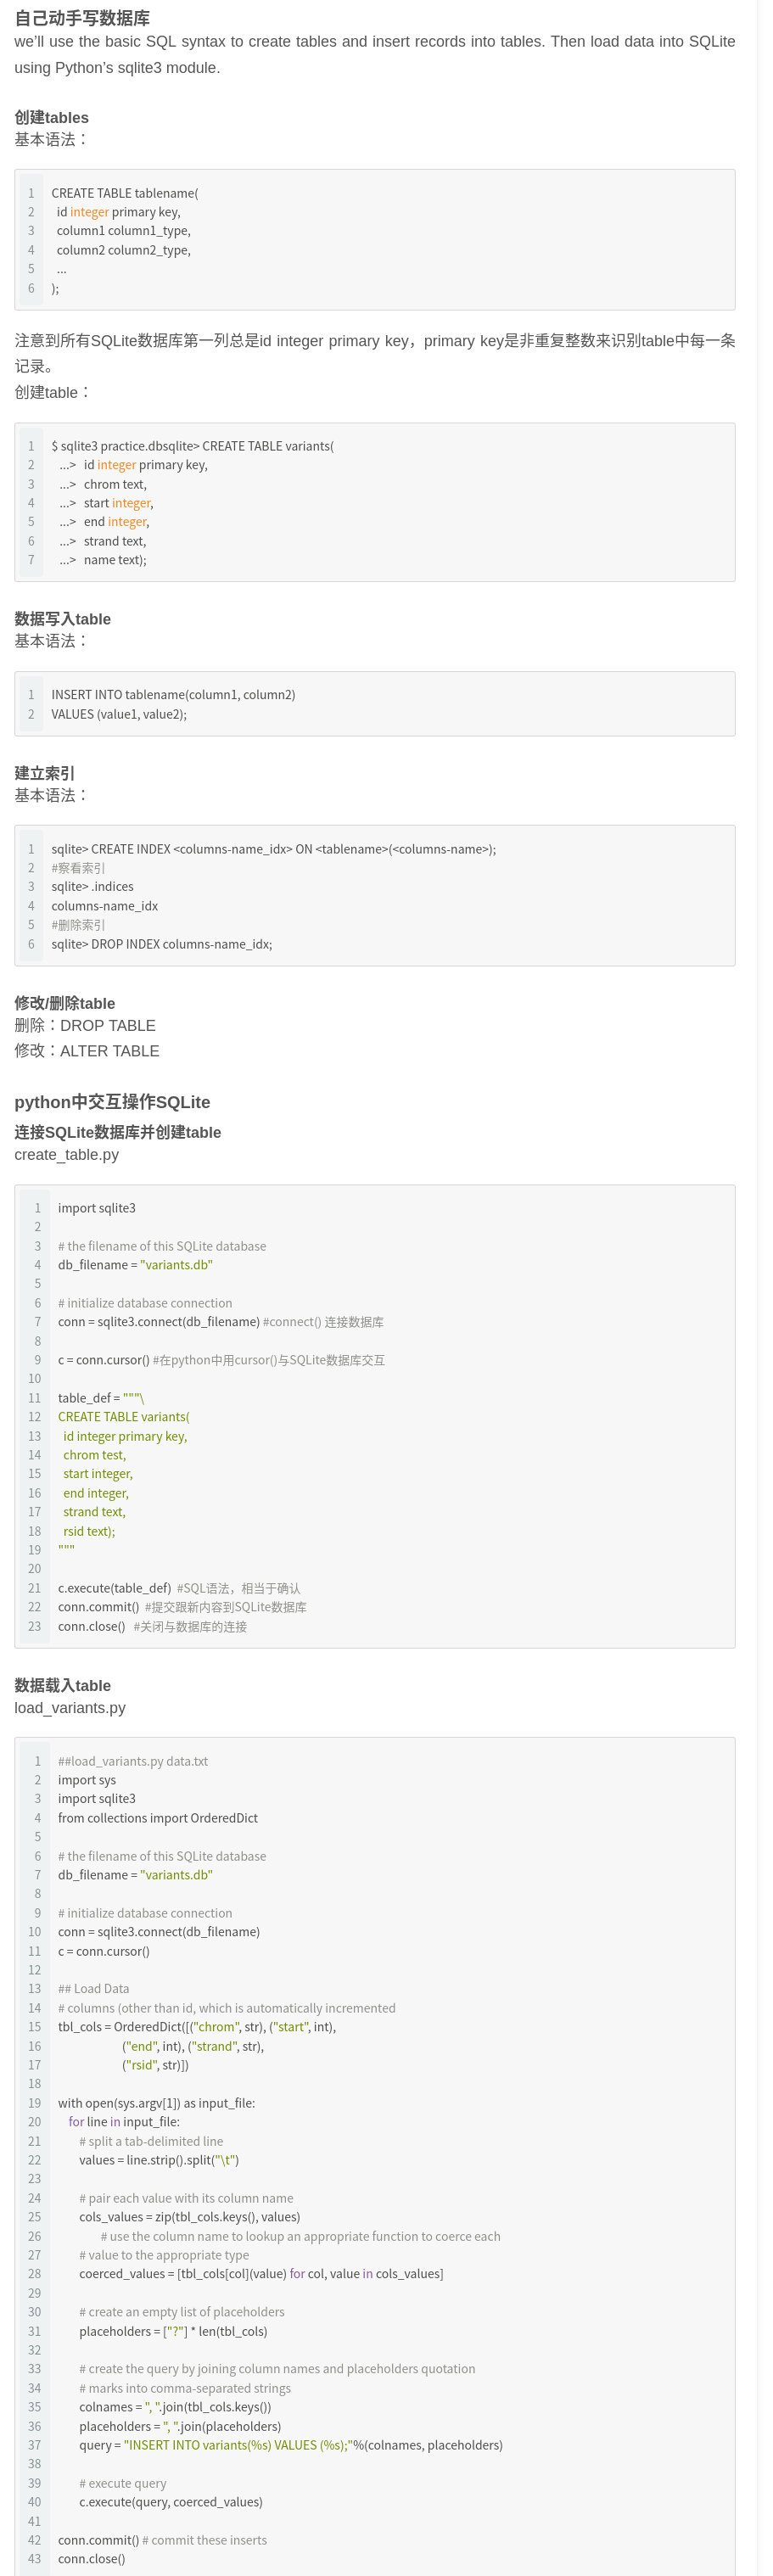 自己动手写数据库
we'll use the basic SQL syntax to create tables and insert records into tables. Then load data into SQLite
using Python's sqlite3 module.
创建tables
基本语法：
1 CREATE TABLE tablename(
2   id integer primary key,
3   column1 column1_type,
4   column2 column2_type,
5   ...
6 );
注意到所有SQLite数据库第一列总是id integer primary key，primary key是非重复整数来识别table中每一条
记录。
创建table：
1 $ sqlite3 practice.dbsqlite> CREATE TABLE variants(
2    ...>   id integer primary key,
3    ...>   chrom text,
4    ...>   start integer,
5    ...>   end integer,
6    ...>   strand text,
7    ...>   name text);
数据写入table
基本语法：
1 INSERT INTO tablename(column1, column2)
2 VALUES (value1, value2);
建立索引
基本语法：
1 sqlite> CREATE INDEX <columns-name_idx> ON <tablename>(<columns-name>);
2 #察看索引
3 sqlite> .indices
4 columns-name_idx
5 #删除索引
6 sqlite> DROP INDEX columns-name_idx;
修改/删除table
删除：DROP TABLE
修改：ALTER TABLE
python中交互操作SQLite
连接SQLite数据库并创建table
create_table.py
1 import sqlite3
2
3 # the filename of this SQLite database
4 db_filename = "variants.db"
5
6 # initialize database connection
7 conn = sqlite3.connect(db_filename) #connect() 连接数据库
8
9 c = conn.cursor() #在python中用cursor()与SQLite数据库交互
10
11 table_def = """\
12 CREATE TABLE variants(
13   id integer primary key,
14   chrom test,
15   start integer,
16   end integer,
17   strand text,
18   rsid text);
19 """
20
21 c.execute(table_def)  #SQL语法，相当于确认
22 conn.commit()  #提交跟新内容到SQLite数据库
23 conn.close()   #关闭与数据库的连接
数据载入table
load_variants.py
1 ##load_variants.py data.txt
2 import sys
3 import sqlite3
4 from collections import OrderedDict
5
6 # the filename of this SQLite database
7 db_filename = "variants.db"
8
9 # initialize database connection
10 conn = sqlite3.connect(db_filename)
11 c = conn.cursor()
12
13 ## Load Data
14 # columns (other than id, which is automatically incremented
15 tbl_cols = OrderedDict([("chrom", str), ("start", int),
16                         ("end", int), ("strand", str),
17                         ("rsid", str)])
18
19 with open(sys.argv[1]) as input_file:
20     for line in input_file:
21         # split a tab-delimited line
22         values = line.strip().split("\t")
23
24         # pair each value with its column name
25         cols_values = zip(tbl_cols.keys(), values)
26                 # use the column name to lookup an appropriate function to coerce each
27         # value to the appropriate type
28         coerced_values = [tbl_cols[col](value) for col, value in cols_values]
29
30         # create an empty list of placeholders
31         placeholders = ["?"] * len(tbl_cols)
32
33         # create the query by joining column names and placeholders quotation
34         # marks into comma-separated strings
35         colnames = ", ".join(tbl_cols.keys())
36         placeholders = ", ".join(placeholders)
37         query = "INSERT INTO variants(%s) VALUES (%s);"%(colnames, placeholders)
38
39         # execute query
40         c.execute(query, coerced_values)
41
42 conn.commit() # commit these inserts
43 conn.close()